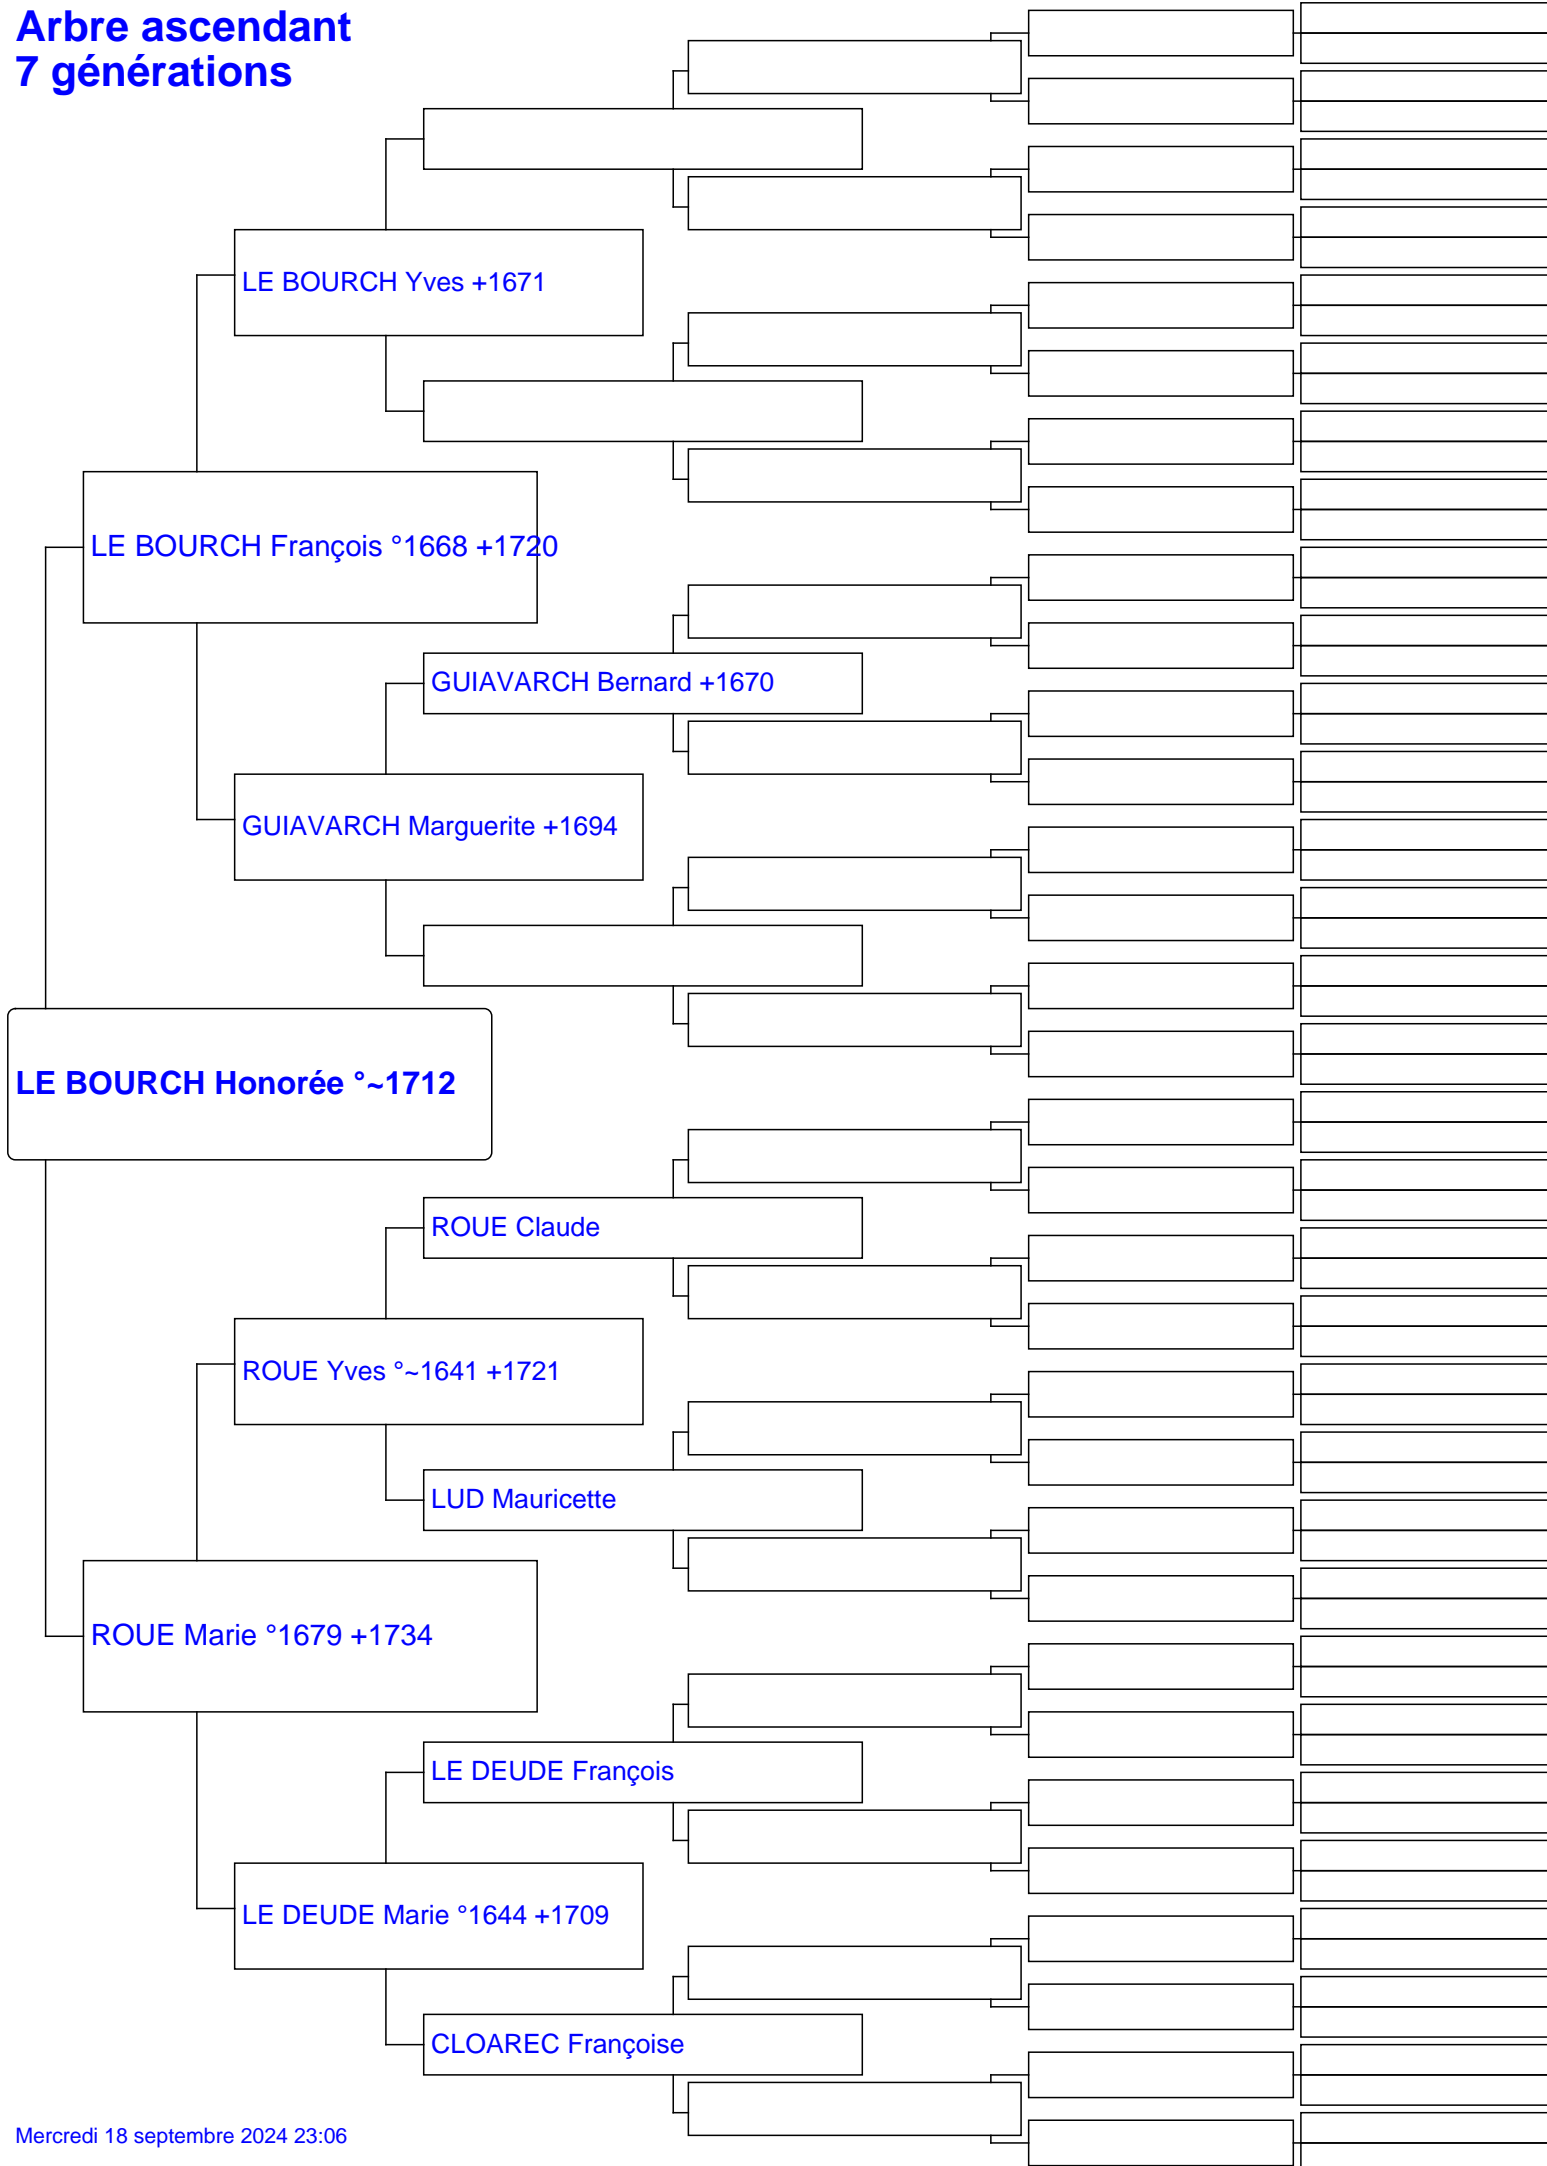 Arbre ascendant
7 générations
LE BOURCH Yves +1671
LE BOURCH François °1668 +1720
GUIAVARCH Bernard +1670
GUIAVARCH Marguerite +1694
LE BOURCH Honorée °~1712
ROUE Claude
ROUE Yves °~1641 +1721
LUD Mauricette
ROUE Marie °1679 +1734
LE DEUDE François
LE DEUDE Marie °1644 +1709
CLOAREC Françoise
Mercredi 18 septembre 2024 23:06